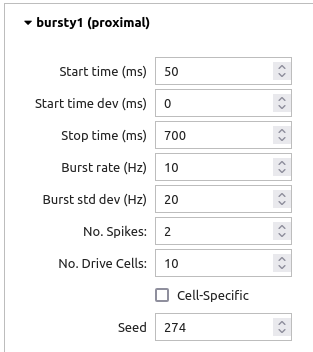 bursty1 (proximal)
Start time (ms) 50
Start time dev (ms) 0
Stop time (ms) 700
Burst rate (Hz) 10
Burst std dev (Hz) 20
No. Spikes: 2
No. Drive Cells: 10
Cell-Specific
Seed 274